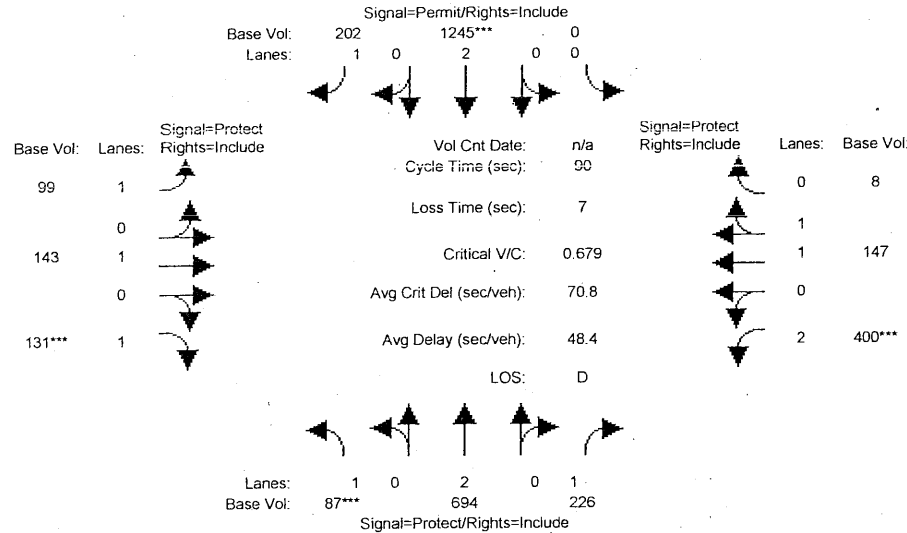 Signal=Permit/Rights=Include
Base Vol: 202 1245*** 0
Lanes: 1 0 2 0 0
Signal=Protect
Base Vol: Lanes: Rights=Include
99 1
0
143 1
0
131*** 1
Vol Cnt Date: n/a
Cycle Time (sec): 90
Loss Time (sec): 7
Critical V/C: 0.679
Avg Crit Del (sec/veh): 70.8
Avg Delay (sec/veh): 48.4
LOS: D
Signal=Protect
Rights=Include Lanes: Base Vol:
0 8
1
1 147
0
2 400***
Lanes: 1 0 2 0 1
Base Vol: 87*** 694 226
Signal=Protect/Rights=Include